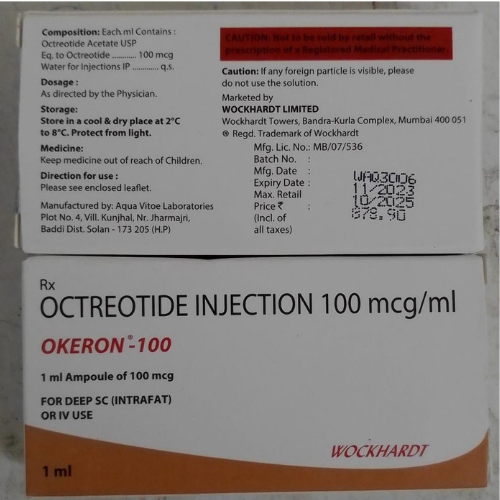 Composition: Each ml Contains :
Octreotide Acetate USP
Eq. to Octreotide ........... 100 mcg
Water for Injections IP ............ q.s.
Dosage :
As directed by the Physician.
Storage:
Store in a cool & dry place at 2°C
to 8°C. Protect from light.
Medicine:
Keep medicine out of reach of Children.
Direction for use :
Please see enclosed leaflet.
Manufactured by: Aqua Vitoe Laboratories
Plot No. 4, Vill. Kunjhal, Nr. Jharmajri,
Baddi Dist. Solan - 173 205 (H.P)
CAUTION: Not to be sold by retail without the
prescription of a Registered Medical Practitioner.
Caution: If any foreign particle is visible, please
do not use the solution.
Marketed by
WOCKHARDT LIMITED
Wockhardt Towers, Bandra-Kurla Complex, Mumbai 400 051
® Regd. Trademark of Wockhardt
Mfg. Lic. No.: MB/07/536
Batch No. : WAQ3006
Mfg. Date : 11/2023
Expiry Date : 10/2025
Max. Retail
Price ₹ : 878.90
(Incl. of
all taxes)
Rx
OCTREOTIDE INJECTION 100 mcg/ml
OKERON®-100
1 ml Ampoule of 100 mcg
FOR DEEP SC (INTRAFAT)
OR IV USE
WOCKHARDT
1 ml